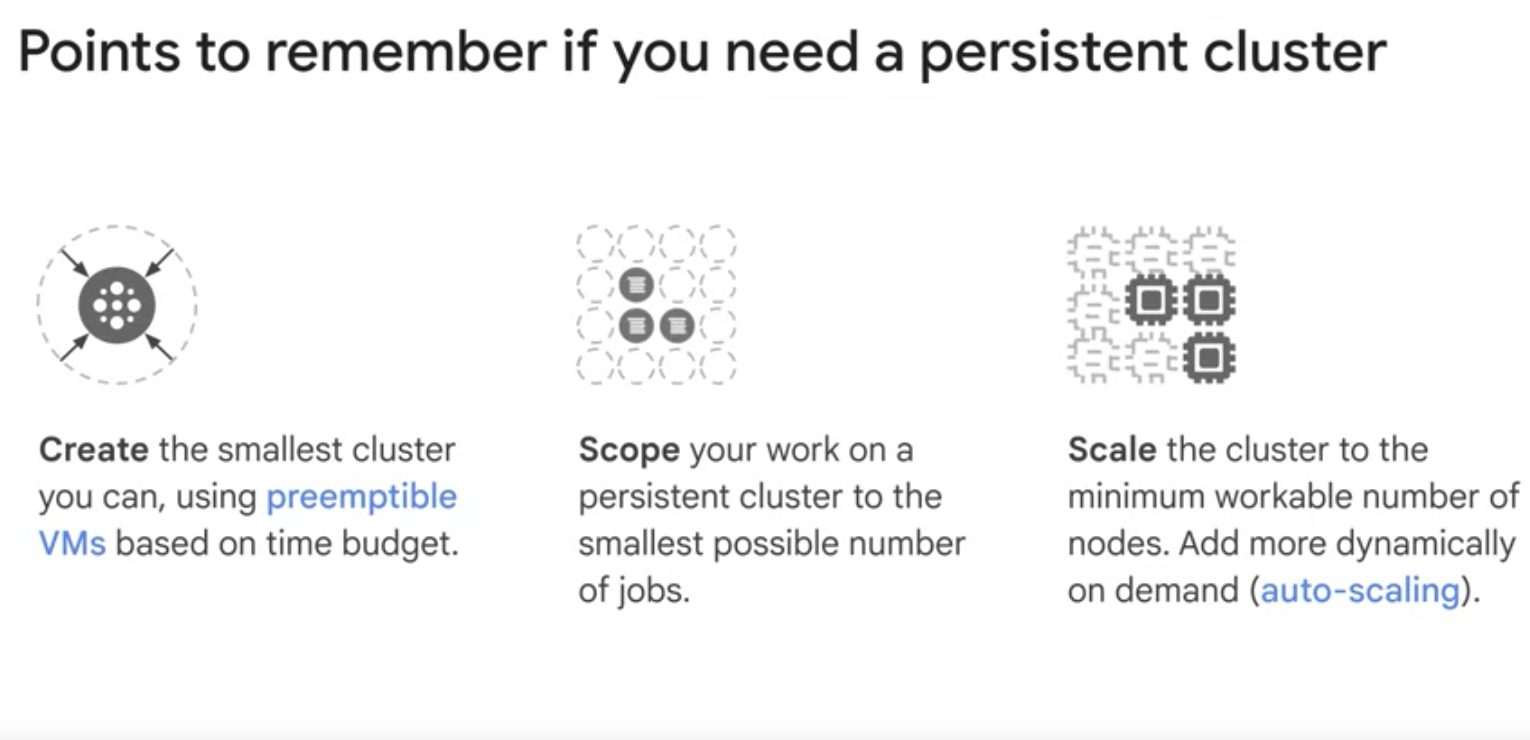 Points to remember if you need a persistent cluster
Create the smallest cluster
you can, using preemptible
VMs based on time budget.
Scope your work on a
persistent cluster to the
smallest possible number
of jobs.
Scale the cluster to the
minimum workable number of
nodes. Add more dynamically
on demand (auto-scaling).